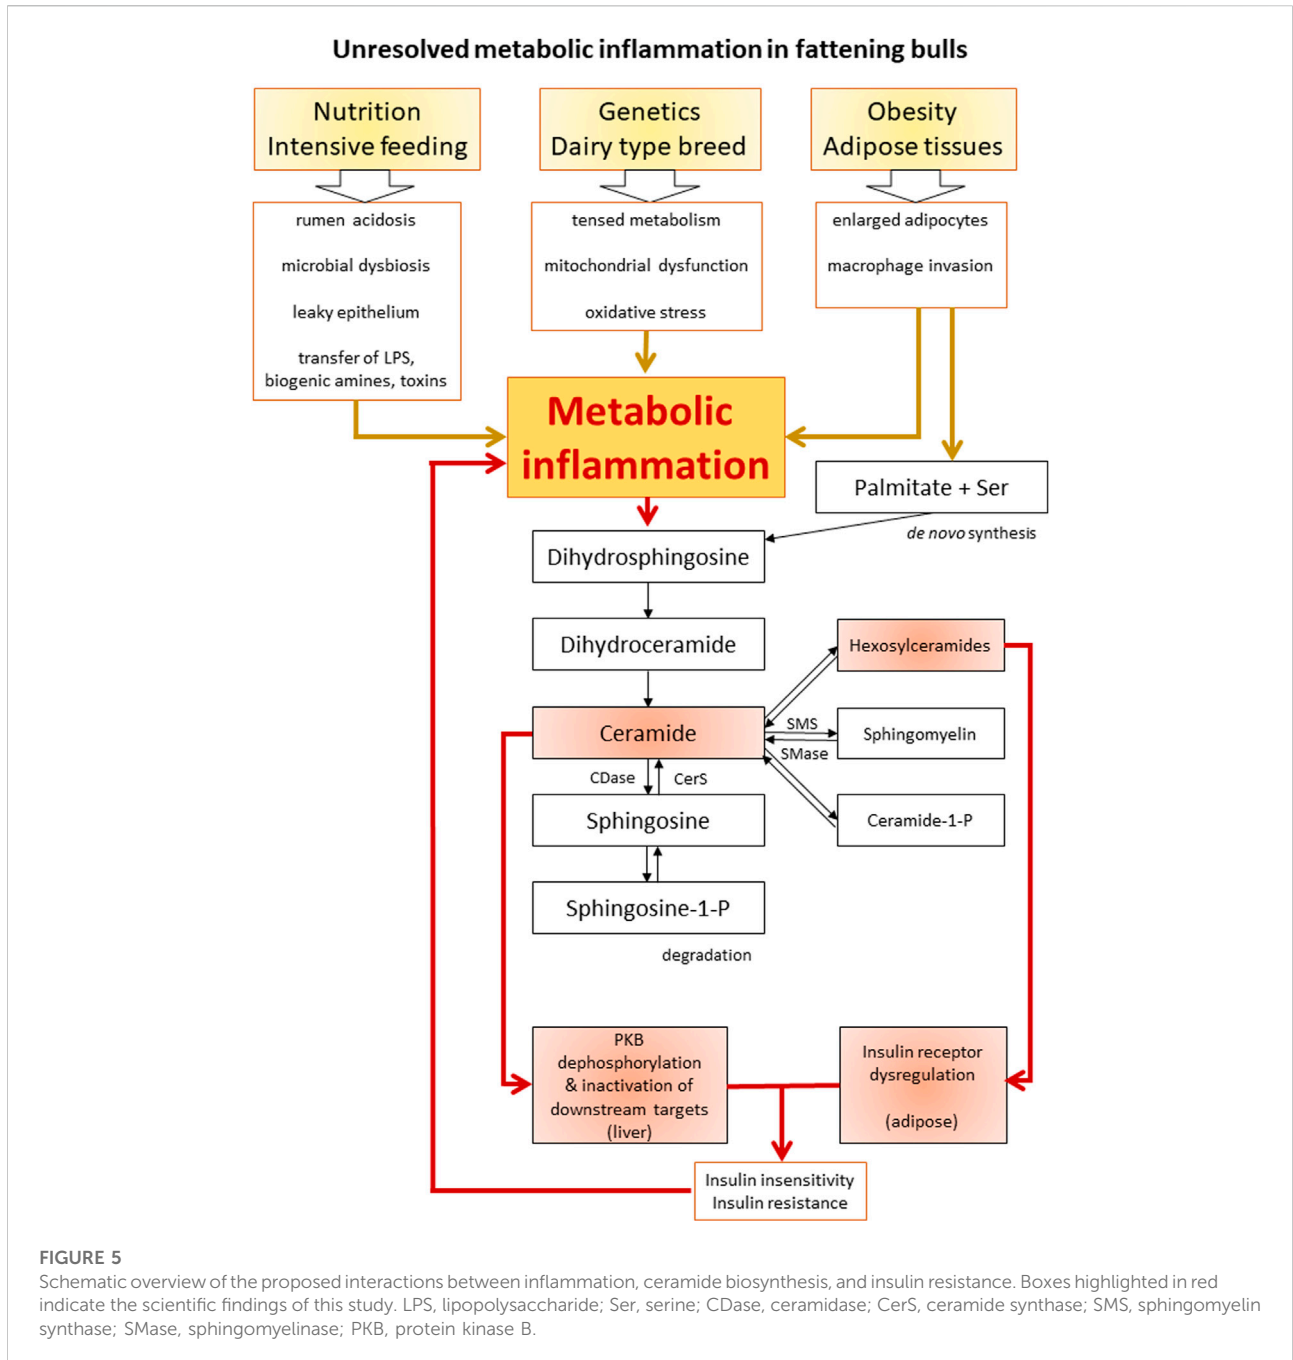 Unresolved metabolic inflammation in fattening bulls
Nutrition
Intensive feeding
Genetics
Dairy type breed
Obesity
Adipose tissues
rumen acidosis
microbial dysbiosis
leaky epithelium
transfer of LPS,
biogenic amines, toxins
tensed metabolism
mitochondrial dysfunction
oxidative stress
enlarged adipocytes
macrophage invasion
Metabolic
inflammation
Palmitate + Ser
de novo synthesis
Dihydrosphingosine
Dihydroceramide
Hexosylceramides
Ceramide
SMS
SMase
Sphingomyelin
CDase
CerS
Sphingosine
Ceramide-1-P
Sphingosine-1-P
degradation
PKB
dephosphorylation
& inactivation of
downstream targets
(liver)
Insulin receptor
dysregulation
(adipose)
Insulin insensitivity
Insulin resistance
FIGURE 5
Schematic overview of the proposed interactions between inflammation, ceramide biosynthesis, and insulin resistance. Boxes highlighted in red
indicate the scientific findings of this study. LPS, lipopolysaccharide; Ser, serine; CDase, ceramidase; CerS, ceramide synthase; SMS, sphingomyelin
synthase; SMase, sphingomyelinase; PKB, protein kinase B.